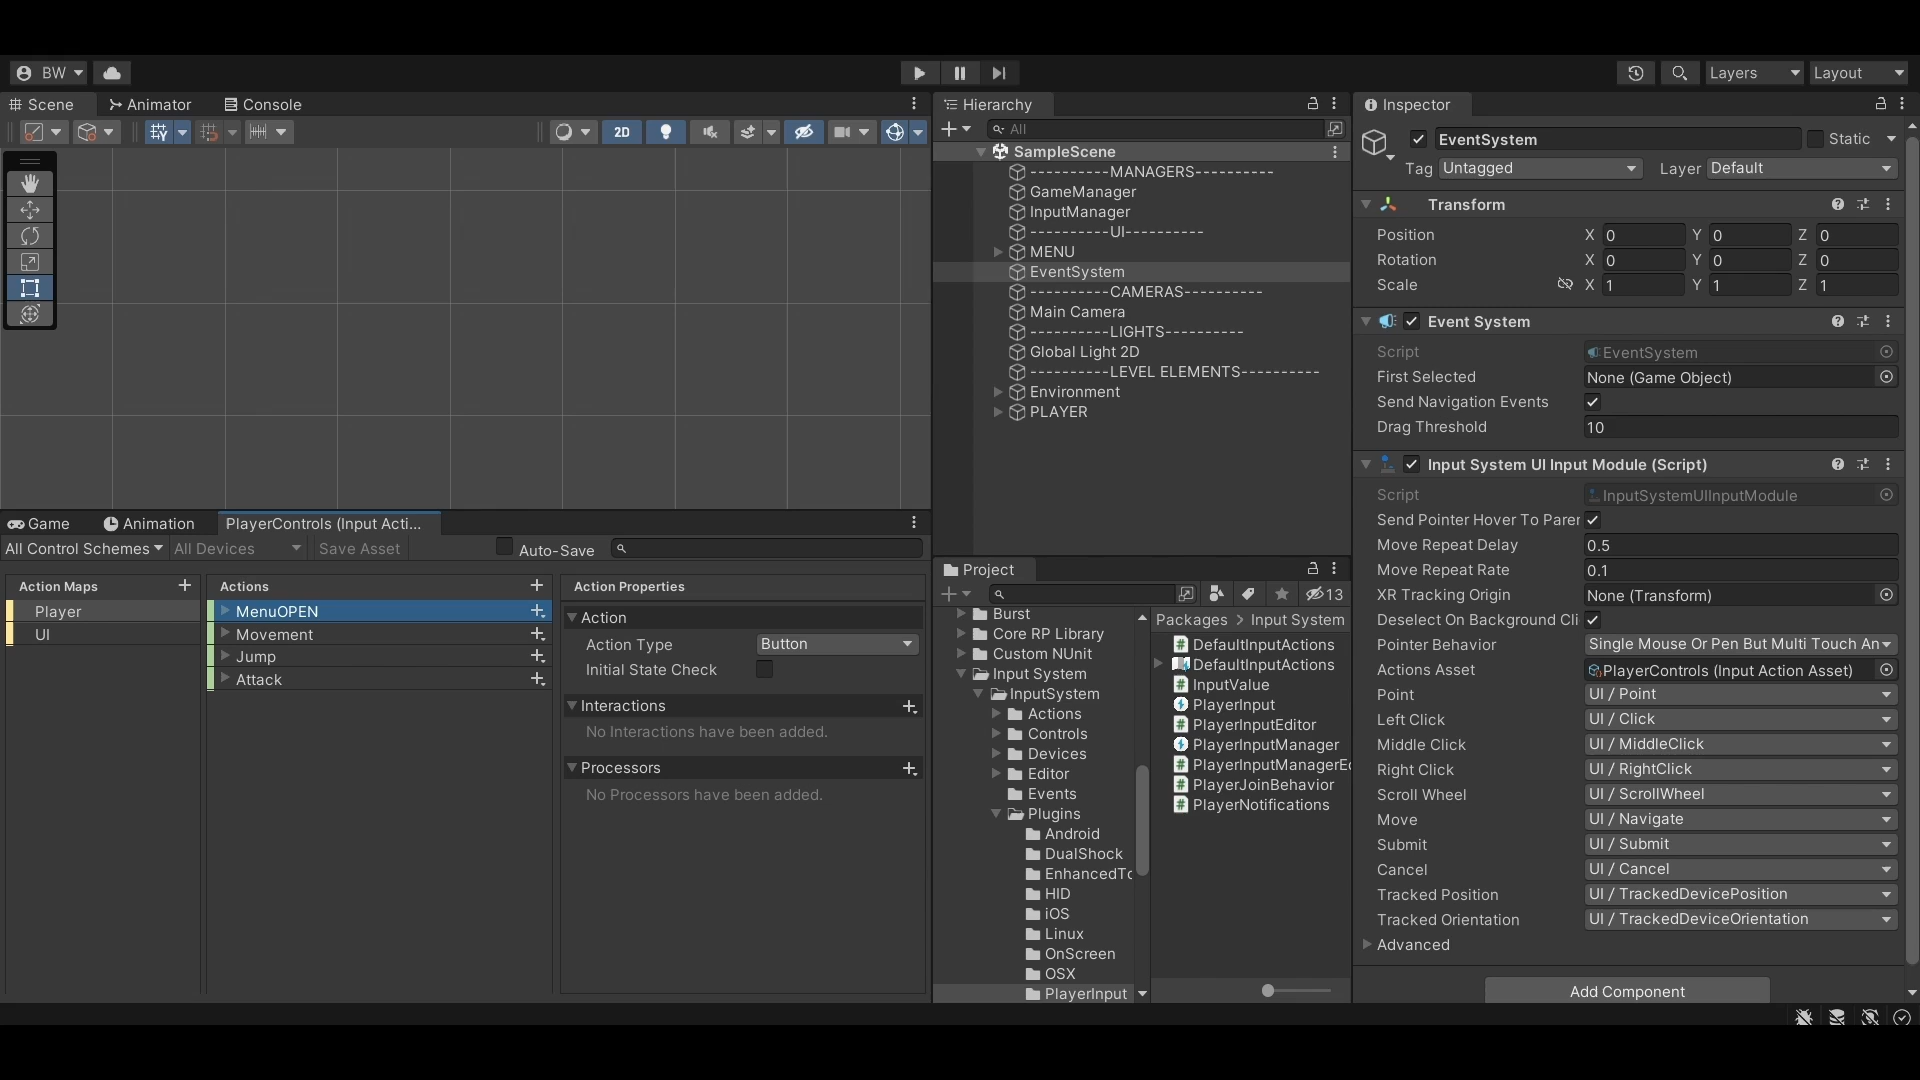 BW
Layers
Layout
Scene
Animator
Console
2D
Game
Animation
PlayerControls (Input Acti...
All Control Schemes
All Devices
Save Asset
Auto-Save
Action Maps
Player
UI
Actions
MenuOPEN
Movement
Jump
Attack
Action Properties
Action
Action Type
Button
Initial State Check
Interactions
No Interactions have been added.
Processors
No Processors have been added.
Hierarchy
All
SampleScene
----------MANAGERS----------
GameManager
InputManager
----------UI----------
MENU
EventSystem
----------CAMERAS----------
Main Camera
----------LIGHTS----------
Global Light 2D
----------LEVEL ELEMENTS----------
Environment
PLAYER
Project
13
Burst
Core RP Library
Custom NUnit
Input System
InputSystem
Actions
Controls
Devices
Editor
Events
Plugins
Android
DualShock
EnhancedTo
HID
iOS
Linux
OnScreen
OSX
PlayerInput
Packages > Input System
DefaultInputActions
DefaultInputActions
InputValue
PlayerInput
PlayerInputEditor
PlayerInputManager
PlayerInputManagerEd
PlayerJoinBehavior
PlayerNotifications
Inspector
EventSystem
Static
Tag Untagged
Layer Default
Transform
Position X 0 Y 0 Z 0
Rotation X 0 Y 0 Z 0
Scale X 1 Y 1 Z 1
Event System
Script EventSystem
First Selected None (Game Object)
Send Navigation Events
Drag Threshold 10
Input System UI Input Module (Script)
Script InputSystemUIInputModule
Send Pointer Hover To Parer
Move Repeat Delay 0.5
Move Repeat Rate 0.1
XR Tracking Origin None (Transform)
Deselect On Background Cli
Pointer Behavior Single Mouse Or Pen But Multi Touch An
Actions Asset PlayerControls (Input Action Asset)
Point UI / Point
Left Click UI / Click
Middle Click UI / MiddleClick
Right Click UI / RightClick
Scroll Wheel UI / ScrollWheel
Move UI / Navigate
Submit UI / Submit
Cancel UI / Cancel
Tracked Position UI / TrackedDevicePosition
Tracked Orientation UI / TrackedDeviceOrientation
Advanced
Add Component